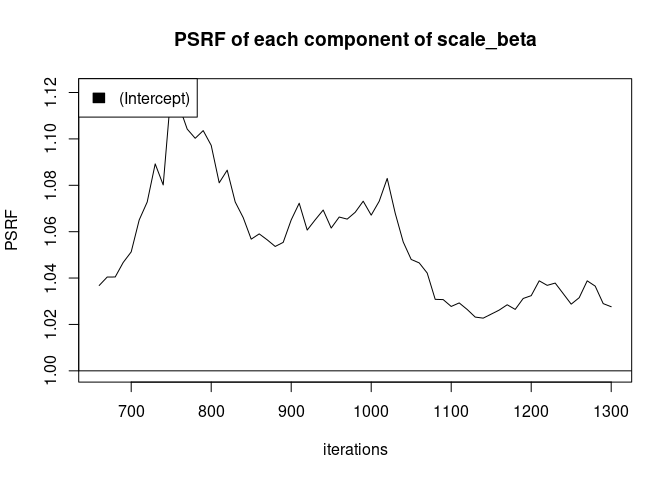 PSRF of each component of scale_beta
(Intercept)
PSRF
1.12
1.10
1.08
1.06
1.04
1.02
1.00
700 800 900 1000 1100 1200 1300
iterations